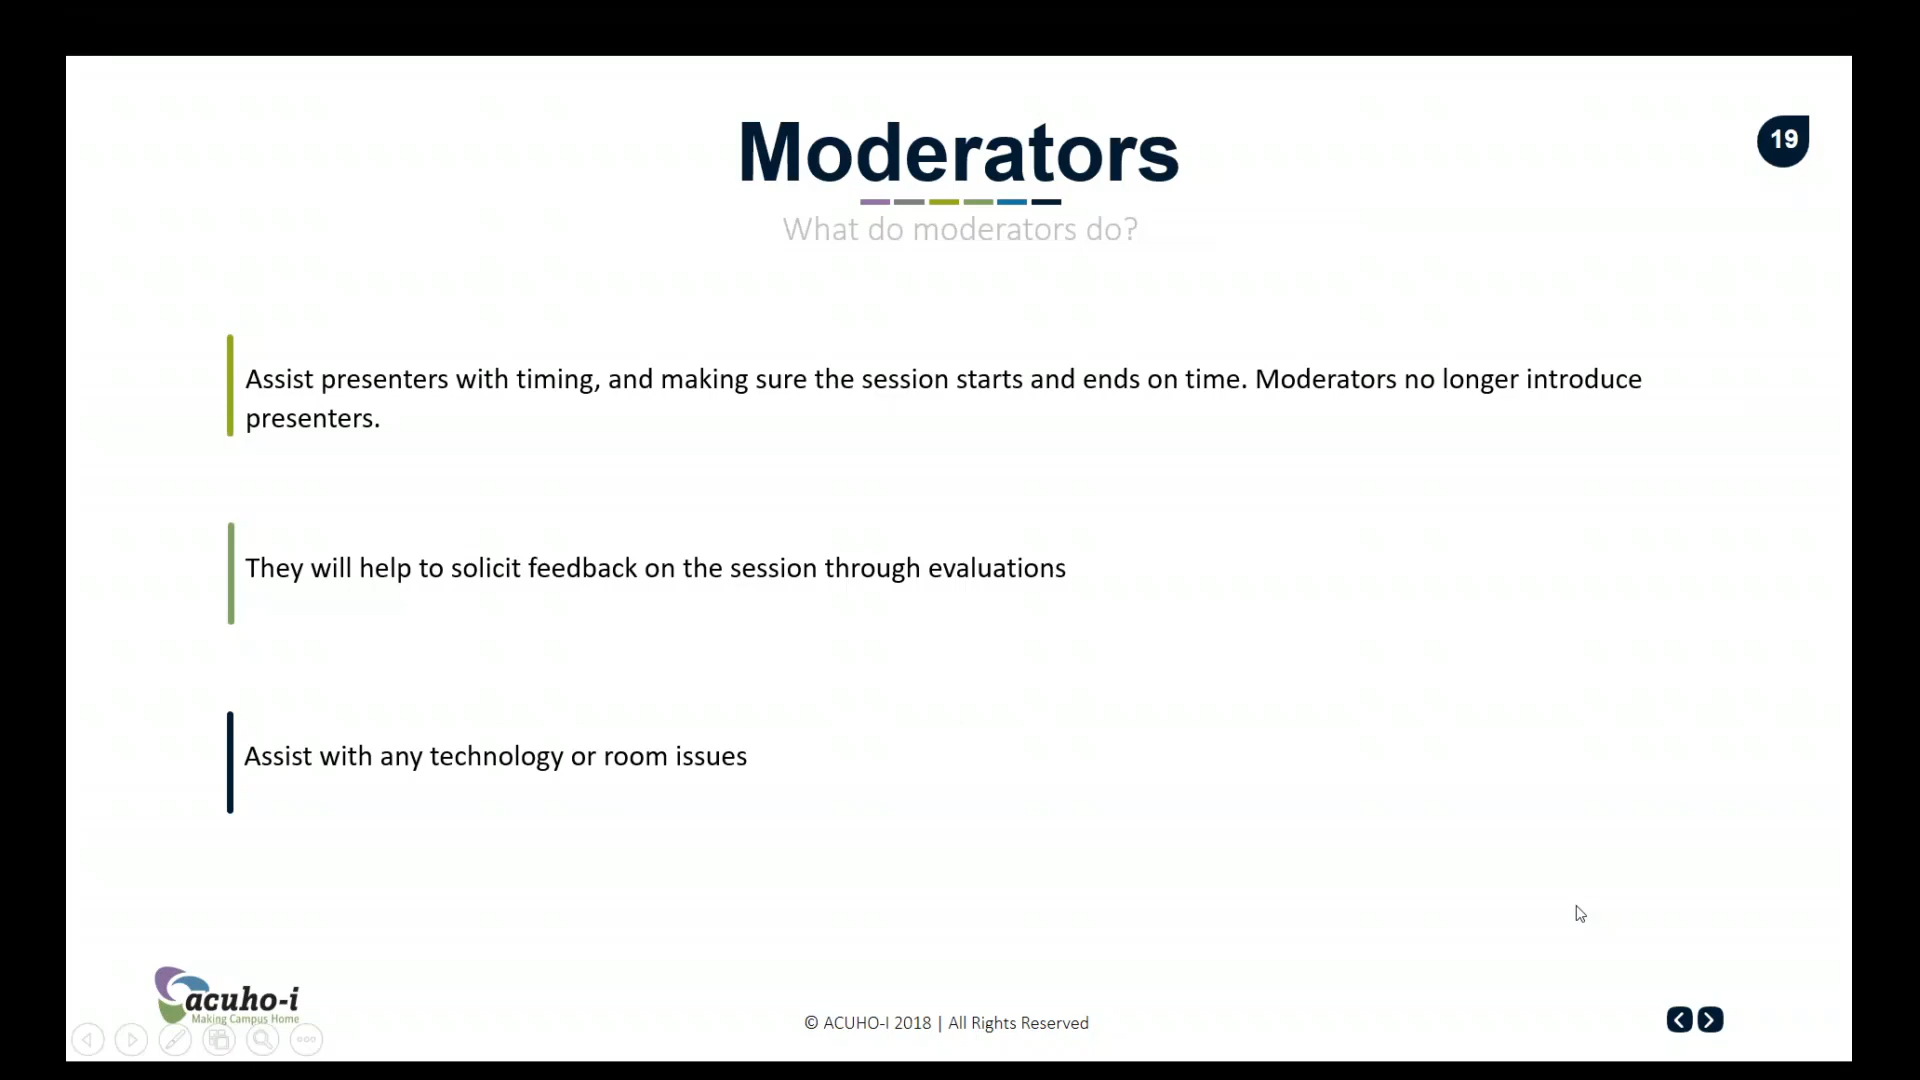 Moderators
19
What do moderators do?
Assist presenters with timing, and making sure the session starts and ends on time. Moderators no longer introduce
presenters.
They will help to solicit feedback on the session through evaluations
Assist with any technology or room issues
acuho-i
Making Campus Home
© ACUHO-I 2018 | All Rights Reserved